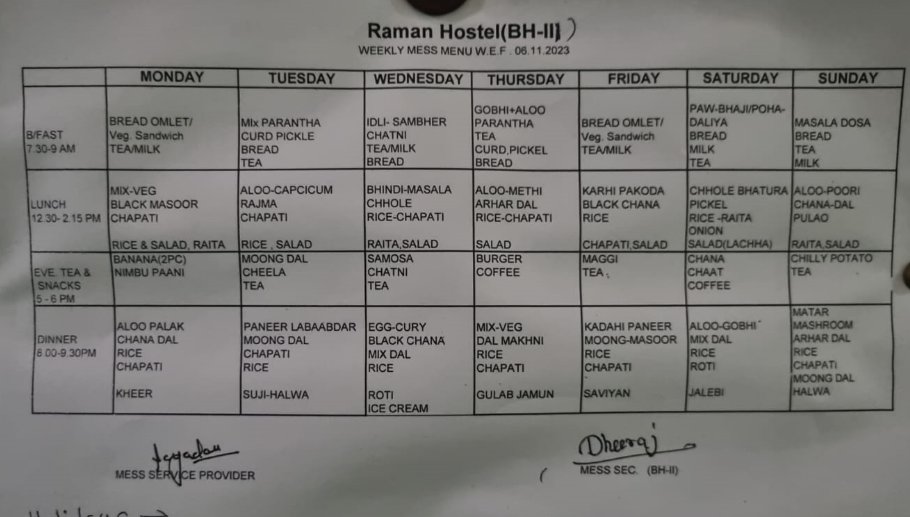 Raman Hostel(BH-II)
WEEKLY MESS MENU W.E.F. 06.11.2023
MONDAY TUESDAY WEDNESDAY THURSDAY FRIDAY SATURDAY SUNDAY
B/FAST
7.30-9 AM
BREAD OMLET/
Veg. Sandwich
TEA/MILK
MIx PARANTHA
CURD PICKLE
BREAD
TEA
IDLI- SAMBHER
CHATNI
TEA/MILK
BREAD
GOBHI+ALOO
PARANTHA
TEA
CURD,PICKEL
BREAD
BREAD OMLET/
Veg. Sandwich
TEA/MILK
PAW-BHAJI/POHA-
DALIYA
BREAD
MILK
TEA
MASALA DOSA
BREAD
TEA
MILK
LUNCH
12.30- 2.15 PM
MIX-VEG
BLACK MASOOR
CHAPATI
RICE & SALAD, RAITA
ALOO-CAPCICUM
RAJMA
CHAPATI
RICE , SALAD
BHINDI-MASALA
CHHOLE
RICE-CHAPATI
RAITA,SALAD
ALOO-METHI
ARHAR DAL
RICE-CHAPATI
SALAD
KARHI PAKODA
BLACK CHANA
RICE
CHAPATI,SALAD
CHHOLE BHATURA
PICKEL
RICE -RAITA
ONION
SALAD(LACHHA)
ALOO-POORI
CHANA-DAL
PULAO
RAITA,SALAD
EVE. TEA &
SNACKS
5 - 6 PM
BANANA(2PC)
NIMBU PAANI
MOONG DAL
CHEELA
TEA
SAMOSA
CHATNI
TEA
BURGER
COFFEE
MAGGI
TEA
CHANA
CHAAT
COFFEE
CHILLY POTATO
TEA
DINNER
8.00-9.30PM
ALOO PALAK
CHANA DAL
RICE
CHAPATI
KHEER
PANEER LABAABDAR
MOONG DAL
CHAPATI
RICE
SUJI-HALWA
EGG-CURY
BLACK CHANA
MIX DAL
RICE
ROTI
ICE CREAM
MIX-VEG
DAL MAKHNI
RICE
CHAPATI
GULAB JAMUN
KADAHI PANEER
MOONG-MASOOR
RICE
CHAPATI
SAVIYAN
ALOO-GOBHI
MIX DAL
RICE
ROTI
JALEBI
MATAR
MASHROOM
ARHAR DAL
RICE
CHAPATI
MOONG DAL
HALWA
Dheeraj
MESS SERVICE PROVIDER
MESS SEC. (BH-II)